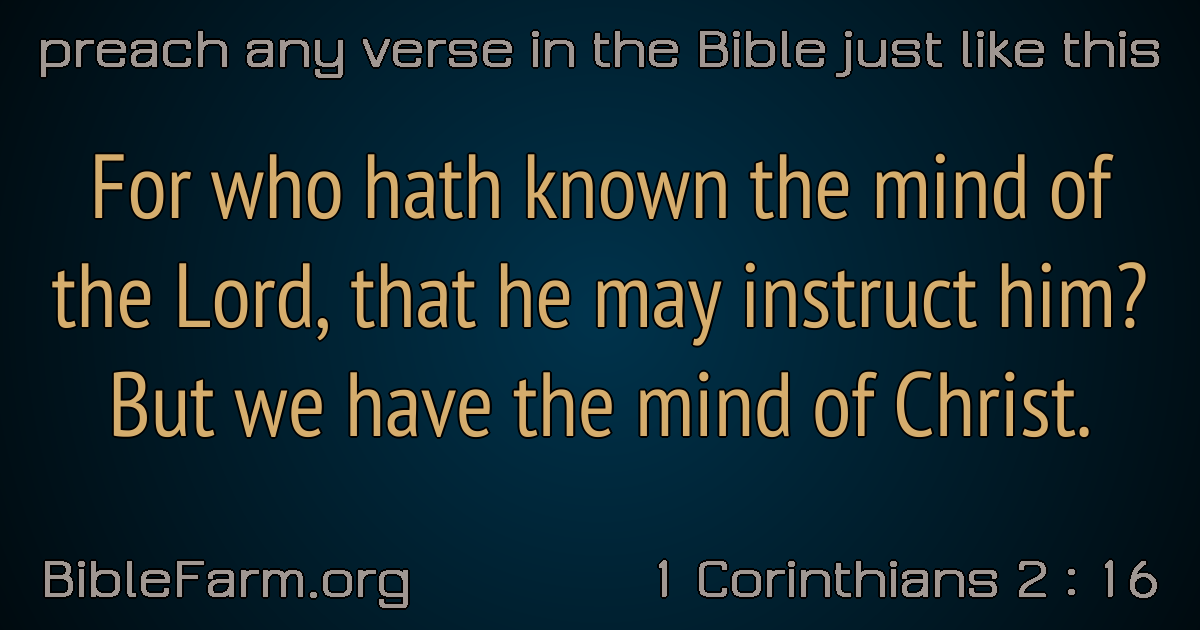 preach any verse in the Bible just like this
For who hath known the mind of
the Lord, that he may instruct him?
But we have the mind of Christ.
BibleFarm.org
1 Corinthians 2 : 16